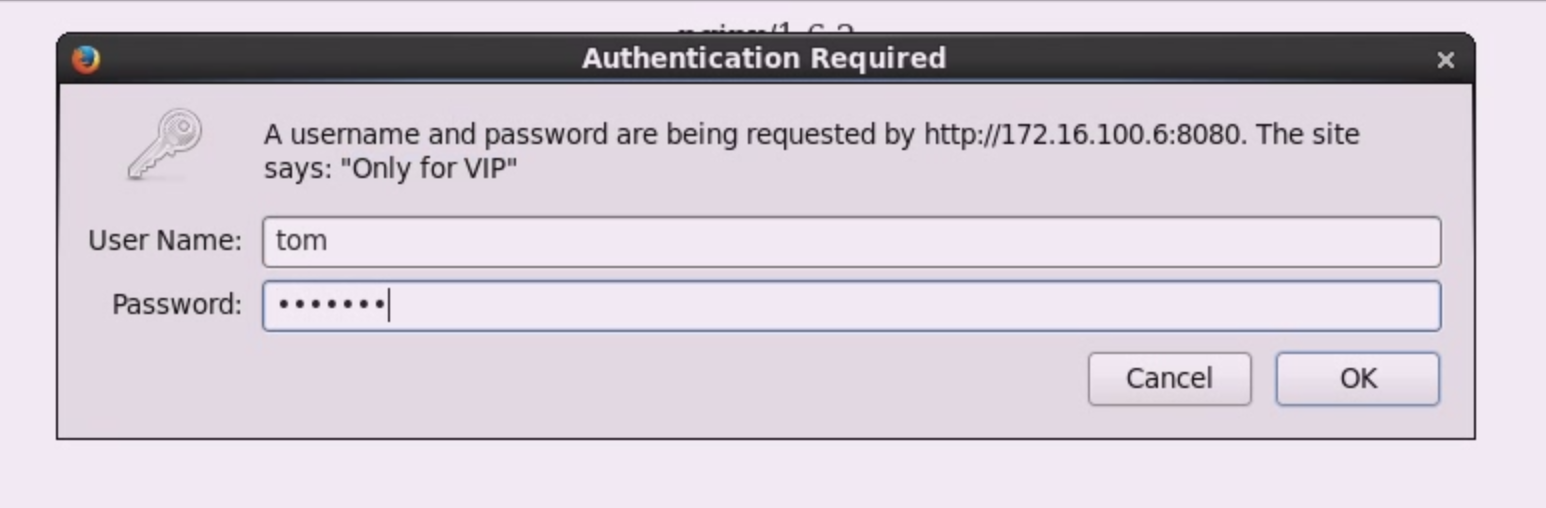 nginx/1.6.2
Authentication Required
A username and password are being requested by http://172.16.100.6:8080. The site
says: "Only for VIP"
User Name: tom
Password: •••••••
Cancel OK